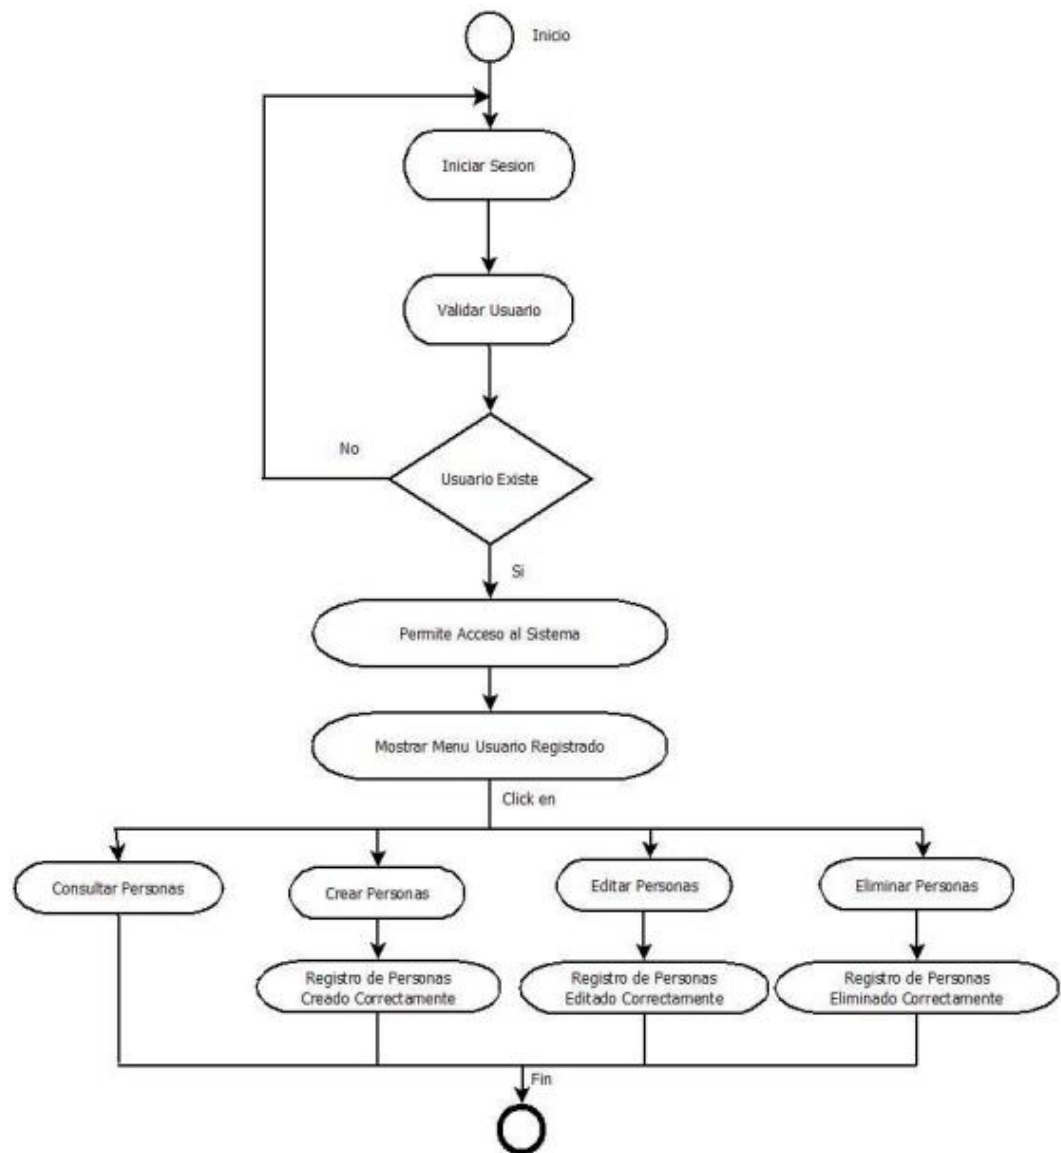 Inicio
Iniciar Sesion
Validar Usuario
No
Usuario Existe
Si
Permite Acceso al Sistema
Mostrar Menu Usuario Registrado
Click en
Consultar Personas
Crear Personas
Editar Personas
Eliminar Personas
Registro de Personas
Creado Correctamente
Registro de Personas
Editado Correctamente
Registro de Personas
Eliminado Correctamente
Fin